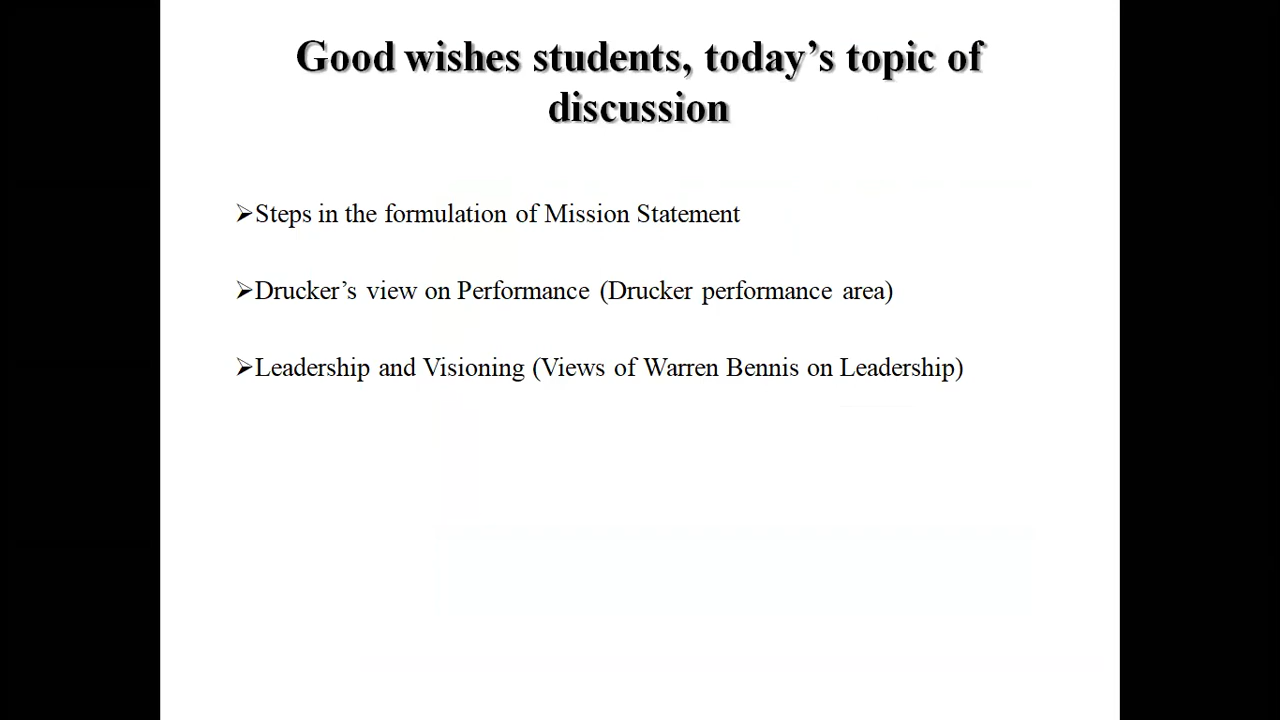 Good wishes students, today’s topic of
discussion
➢Steps in the formulation of Mission Statement
➢Drucker’s view on Performance (Drucker performance area)
➢Leadership and Visioning (Views of Warren Bennis on Leadership)